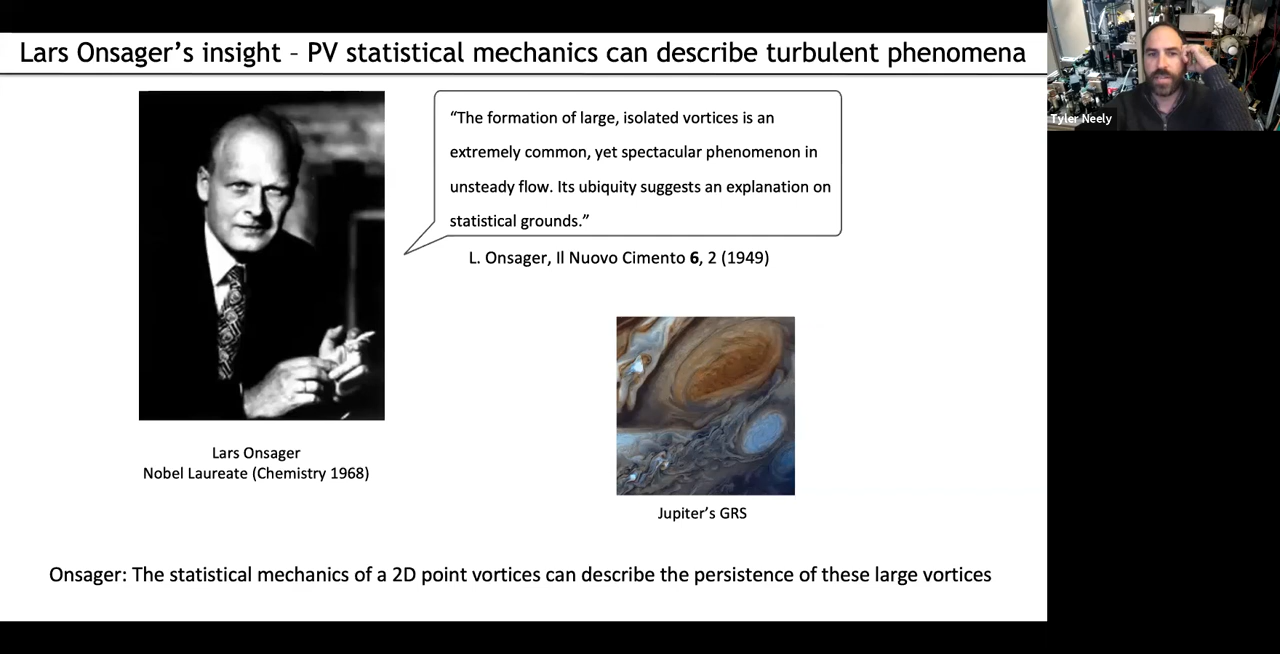 Lars Onsager’s insight – PV statistical mechanics can describe turbulent phenomena
Tyler Neely
“The formation of large, isolated vortices is an
extremely common, yet spectacular phenomenon in
unsteady flow. Its ubiquity suggests an explanation on
statistical grounds.”
L. Onsager, Il Nuovo Cimento 6, 2 (1949)
Lars Onsager
Nobel Laureate (Chemistry 1968)
Jupiter’s GRS
Onsager: The statistical mechanics of a 2D point vortices can describe the persistence of these large vortices